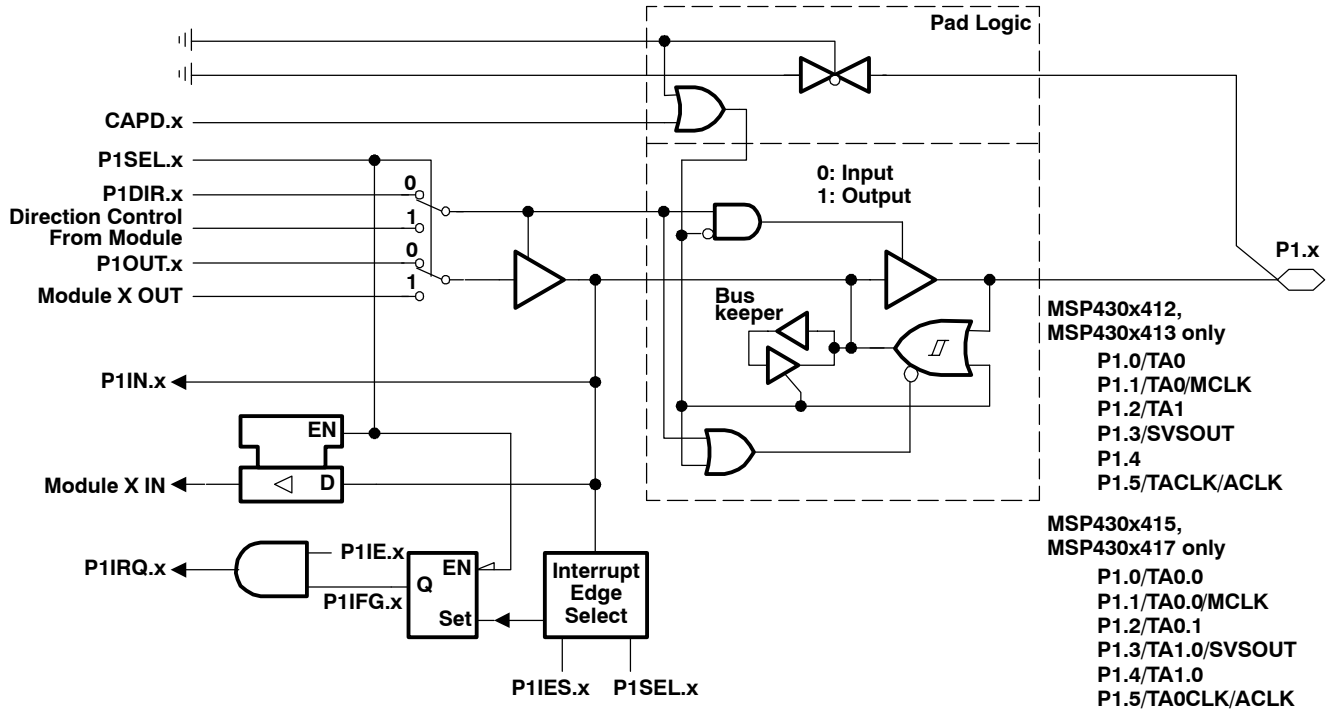 Pad Logic
CAPD.x
P1SEL.x
0
P1DIR.x
Direction Control
From Module
1
0
P1OUT.x
1
Module X OUT
0: Input
1: Output
P1.x
Bus
keeper
P1IN.x
EN
Module X IN
D
P1IRQ.x
P1IE.x
P1IFG.x
EN
Q
Set
Interrupt
Edge
Select
P1IES.x
P1SEL.x
MSP430x412,
MSP430x413 only
P1.0/TA0
P1.1/TA0/MCLK
P1.2/TA1
P1.3/SVSOUT
P1.4
P1.5/TACLK/ACLK
MSP430x415,
MSP430x417 only
P1.0/TA0.0
P1.1/TA0.0/MCLK
P1.2/TA0.1
P1.3/TA1.0/SVSOUT
P1.4/TA1.0
P1.5/TA0CLK/ACLK